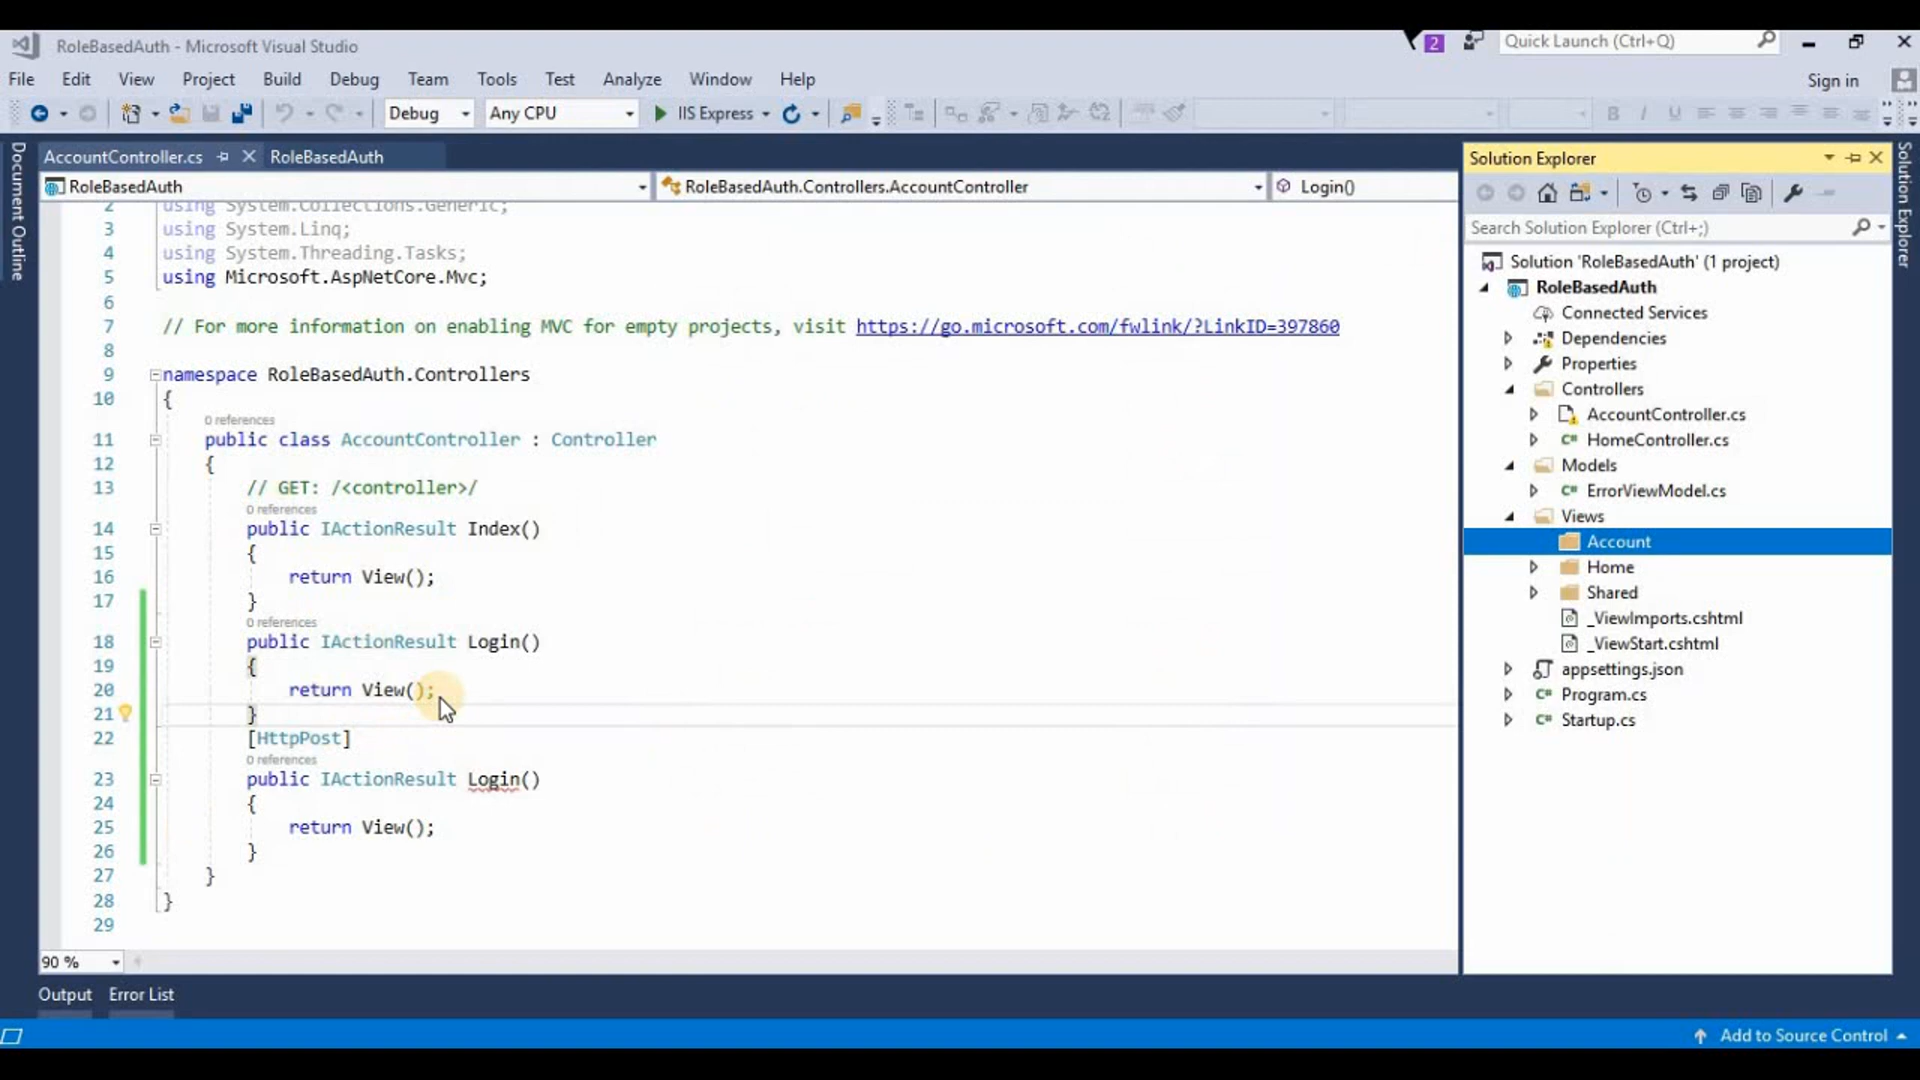 RoleBasedAuth - Microsoft Visual Studio
2
Quick Launch (Ctrl+Q)
File Edit View Project Build Debug Team Tools Test Analyze Window Help
Sign in
Debug Any CPU IIS Express
Document Outline
AccountController.cs RoleBasedAuth
RoleBasedAuth RoleBasedAuth.Controllers.AccountController Login()
2 using System.Collections.Generic;
3 using System.Linq;
4 using System.Threading.Tasks;
5 using Microsoft.AspNetCore.Mvc;
6
7 // For more information on enabling MVC for empty projects, visit https://go.microsoft.com/fwlink/?LinkID=397860
8
9 namespace RoleBasedAuth.Controllers
10 {
0 references
11 public class AccountController : Controller
12 {
13 // GET: /<controller>/
0 references
14 public IActionResult Index()
15 {
16 return View();
17 }
0 references
18 public IActionResult Login()
19 {
20 return View();
21 }
22 [HttpPost]
0 references
23 public IActionResult Login()
24 {
25 return View();
26 }
27 }
28 }
29
90 %
Output Error List
Solution Explorer
Search Solution Explorer (Ctrl+;)
Solution 'RoleBasedAuth' (1 project)
RoleBasedAuth
Connected Services
Dependencies
Properties
Controllers
AccountController.cs
C# HomeController.cs
Models
C# ErrorViewModel.cs
Views
Account
Home
Shared
_ViewImports.cshtml
_ViewStart.cshtml
appsettings.json
C# Program.cs
C# Startup.cs
Solution Explorer
Add to Source Control